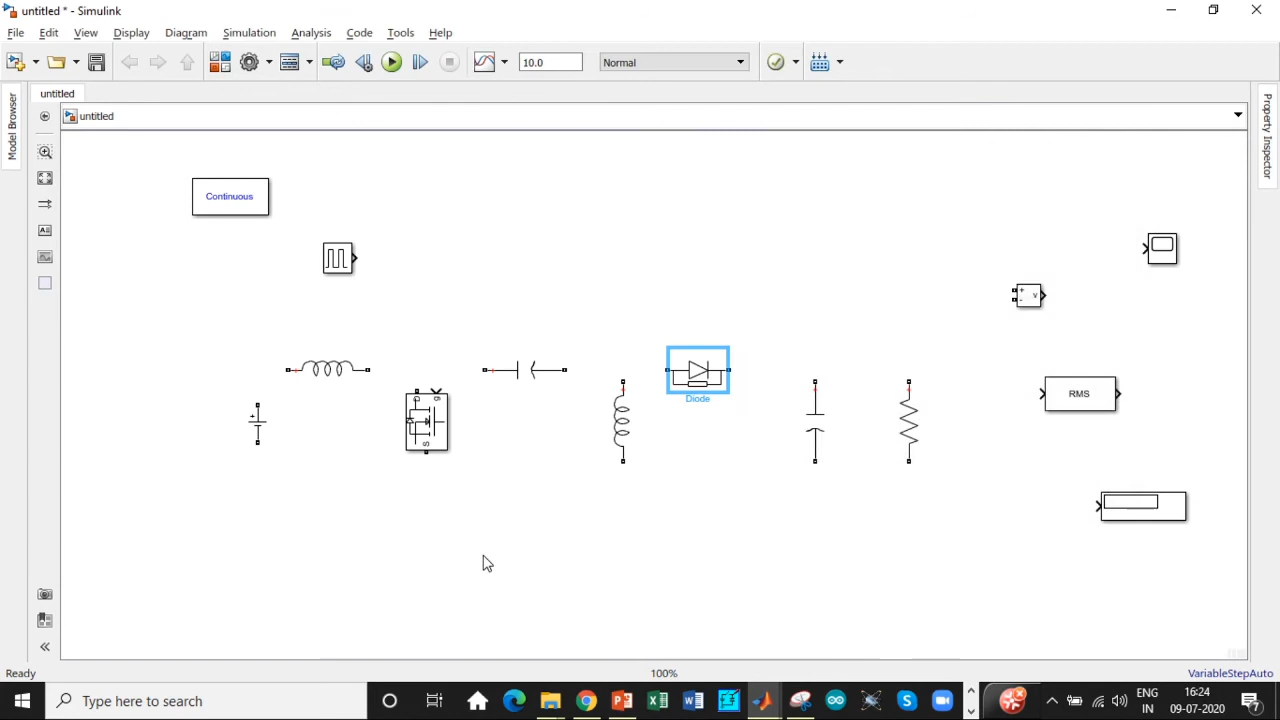 untitled * - Simulink
File Edit View Display Diagram Simulation Analysis Code Tools Help
10.0
Normal
untitled
untitled
Model Browser
Property Inspector
Continuous
+ v
-
D g
S
+
Diode
RMS
Ready
100%
VariableStepAuto
Type here to search
ENG
IN
16:24
09-07-2020
7